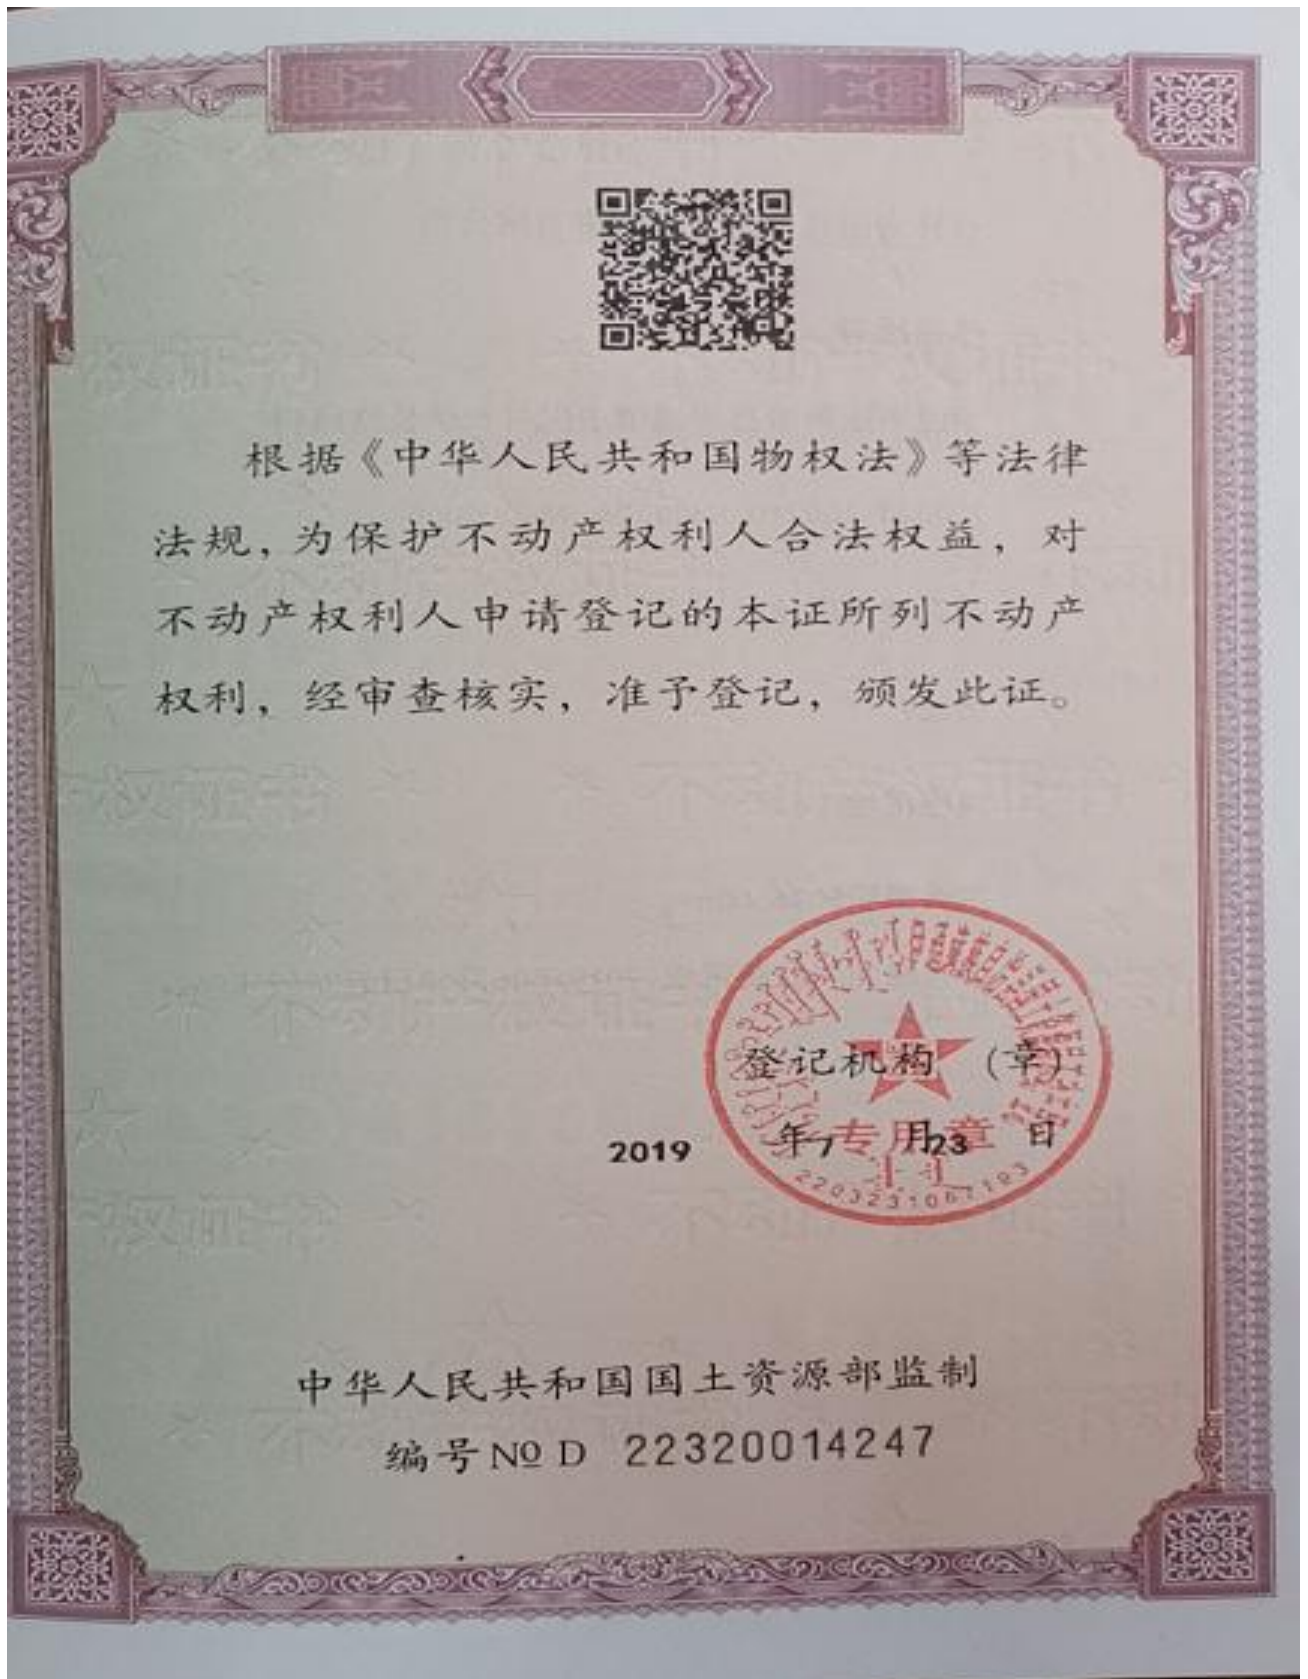 根据《中华人民共和国物权法》等法律
法规，为保护不动产权利人合法权益，对
不动产权利人申请登记的本证所列不动产
权利，经审查核实，准予登记，颁发此证。
登记机构 （章）
2019 年7 月23 日
专用章
2203231067193
中华人民共和国国土资源部监制
编号 № D 22320014247